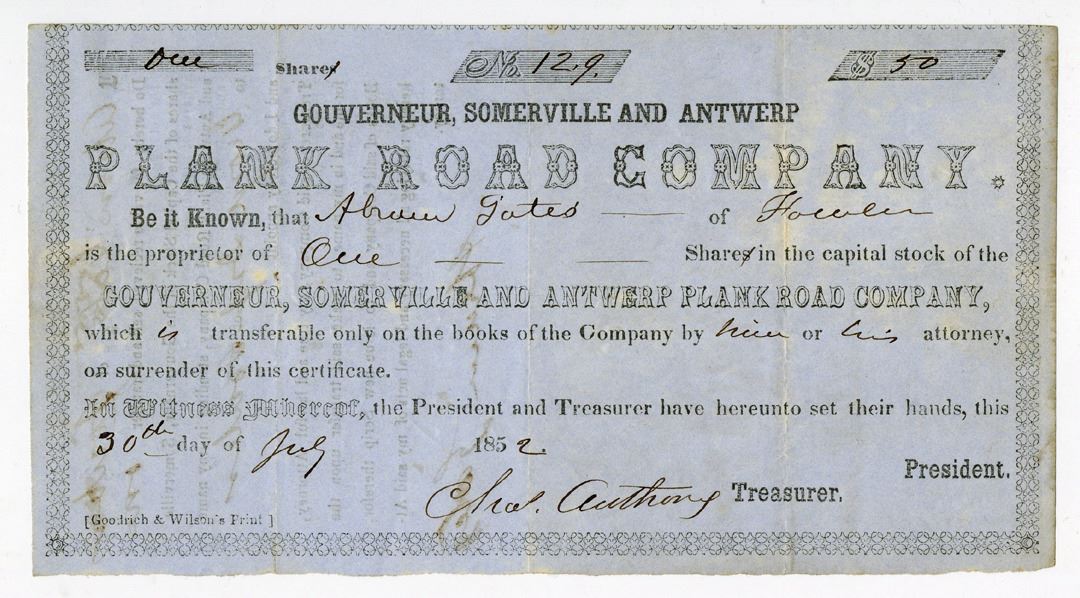 One Shares No. 129. $ 50
GOUVERNEUR, SOMERVILLE AND ANTWERP
PLANK ROAD COMPANY.
Be it Known, that Abram Gates — of Fowler
is the proprietor of One — — Shares in the capital stock of the
GOUVERNEUR, SOMERVILLE AND ANTWERP PLANK ROAD COMPANY,
which is transferable only on the books of the Company by him or his attorney,
on surrender of this certificate.
In Witness Whereof, the President and Treasurer have hereunto set their hands, this
30th day of July 1852.
President.
Chas. Anthony Treasurer.
[Goodrich & Wilson's Print]